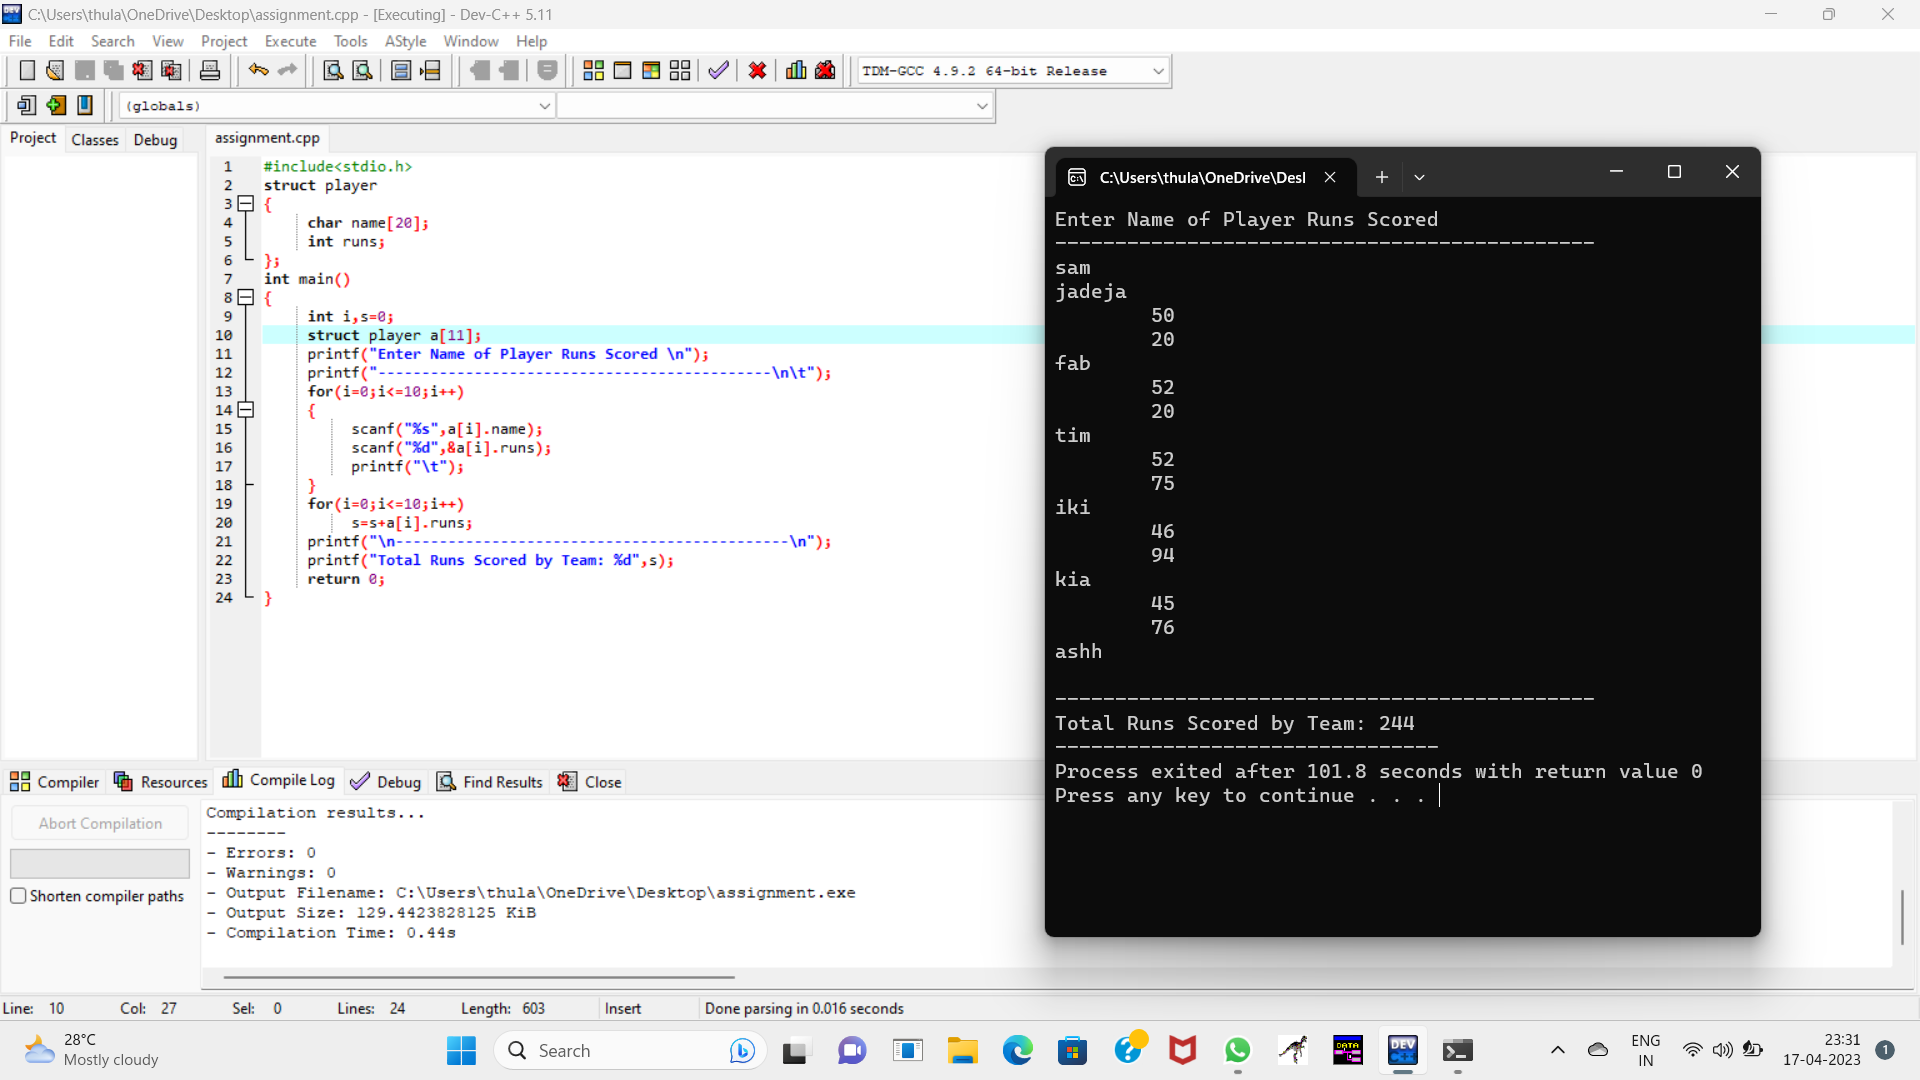 C:\Users\thula\OneDrive\Desktop\assignment.cpp - [Executing] - Dev-C++ 5.11
File Edit Search View Project Execute Tools AStyle Window Help
TDM-GCC 4.9.2 64-bit Release
(globals)
Project Classes Debug
assignment.cpp
1 #include<stdio.h>
2 struct player
3 {
4 char name[20];
5 int runs;
6 };
7 int main()
8 {
9 int i,s=0;
10 struct player a[11];
11 printf("Enter Name of Player Runs Scored \n");
12 printf("---------------------------------------------\n\t");
13 for(i=0;i<=10;i++)
14 {
15 scanf("%s",a[i].name);
16 scanf("%d",&a[i].runs);
17 printf("\t");
18 }
19 for(i=0;i<=10;i++)
20 s=s+a[i].runs;
21 printf("\n---------------------------------------------\n");
22 printf("Total Runs Scored by Team: %d",s);
23 return 0;
24 }
C:\Users\thula\OneDrive\Desl
Enter Name of Player Runs Scored
---------------------------------------------
sam
jadeja
50
20
fab
52
20
tim
52
75
iki
46
94
kia
45
76
ashh
---------------------------------------------
Total Runs Scored by Team: 244
--------------------------------
Process exited after 101.8 seconds with return value 0
Press any key to continue . . .
Compiler Resources Compile Log Debug Find Results Close
Abort Compilation
Shorten compiler paths
Compilation results...
--------
- Errors: 0
- Warnings: 0
- Output Filename: C:\Users\thula\OneDrive\Desktop\assignment.exe
- Output Size: 129.4423828125 KiB
- Compilation Time: 0.44s
Line: 10 Col: 27 Sel: 0 Lines: 24 Length: 603 Insert Done parsing in 0.016 seconds
28°C
Mostly cloudy
Search
DATA
DEV
C++
ENG
IN
23:31
17-04-2023
1